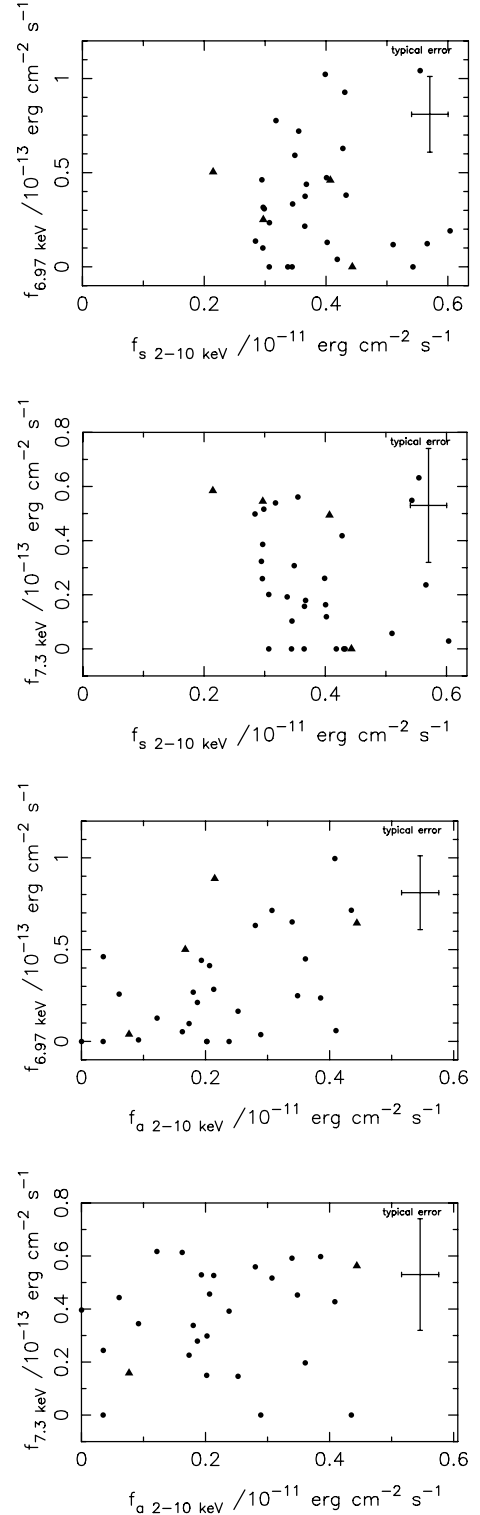 f6.97 keV /10−13 erg cm−2 s−1
typical error
1
0.5
0
0 0.2 0.4 0.6
fs 2−10 keV /10−11 erg cm−2 s−1
f7.3 keV /10−13 erg cm−2 s−1
typical error
0.8
0.6
0.4
0.2
0
0 0.2 0.4 0.6
fs 2−10 keV /10−11 erg cm−2 s−1
f6.97 keV /10−13 erg cm−2 s−1
typical error
1
0.5
0
0 0.2 0.4 0.6
fa 2−10 keV /10−11 erg cm−2 s−1
f7.3 keV /10−13 erg cm−2 s−1
typical error
0.8
0.6
0.4
0.2
0
0 0.2 0.4 0.6
fa 2−10 keV /10−11 erg cm−2 s−1